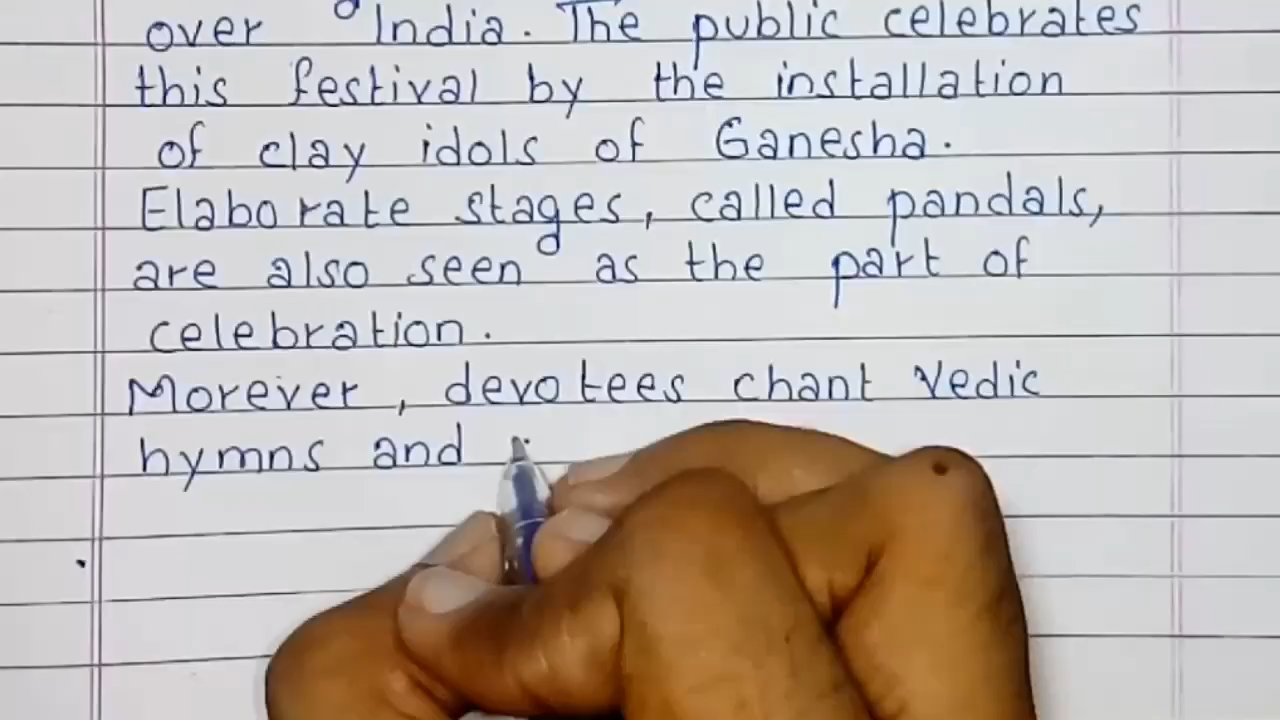 over India. The public celebrates
this festival by the installation
of clay idols of Ganesha.
Elaborate stages, called pandals,
are also seen as the part of
celebration.
Morever, devotees chant Vedic
hymns and